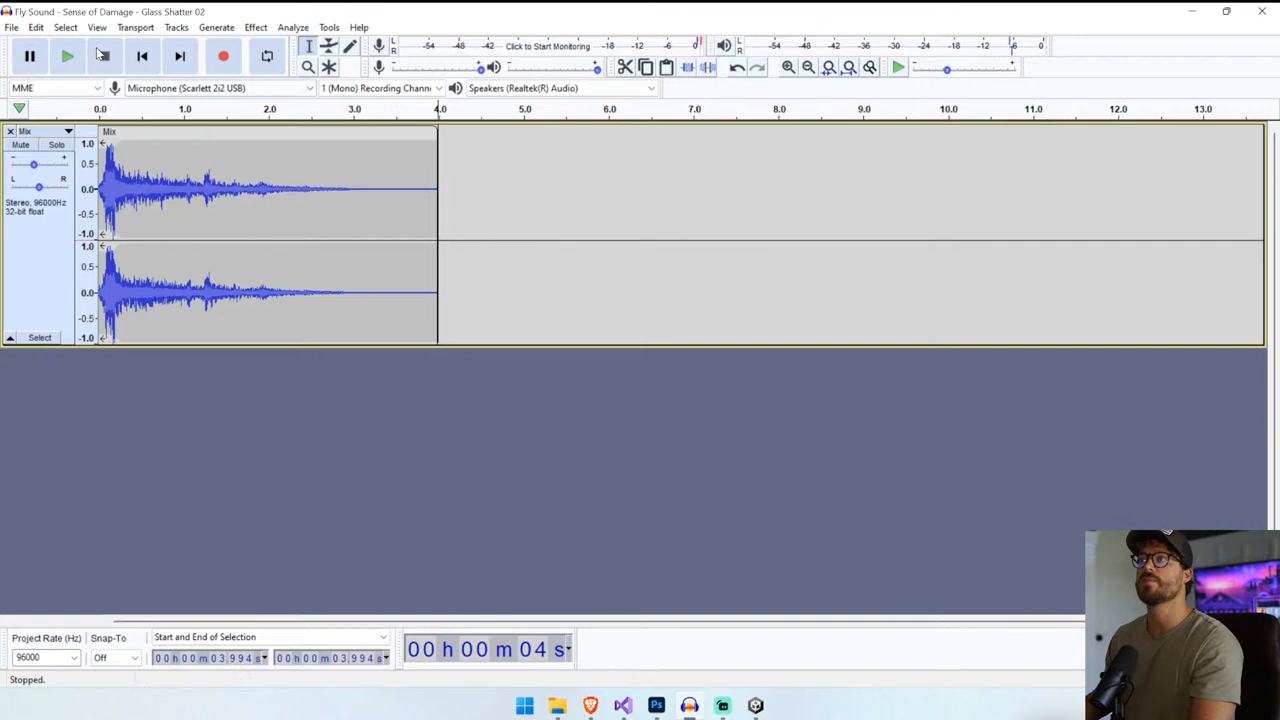 Fly Sound - Sense of Damage - Glass Shatter 02
File Edit Select View Transport Tracks Generate Effect Analyze Tools Help
L R -54 -48 -42 Click to Start Monitoring -18 -12 -6 0
L R -54 -48 -42 -36 -30 -24 -18 -12 -6 0
MME Microphone (Scarlett 2i2 USB) 1 (Mono) Recording Chann Speakers (Realtek(R) Audio)
1.0 0.0 1.0 2.0 3.0 4.0 5.0 6.0 7.0 8.0 9.0 10.0 11.0 12.0 13.0
Mix Mix
Mute Solo
- +
L R
Stereo, 96000Hz
32-bit float
1.0
0.5
0.0
-0.5
-1.0
1.0
0.5
0.0
-0.5
-1.0
Select
Project Rate (Hz) Snap-To Start and End of Selection
96000 Off 00 h 00 m 03.994 s 00 h 00 m 03.994 s
00 h 00 m 04 s
Stopped.
Ps